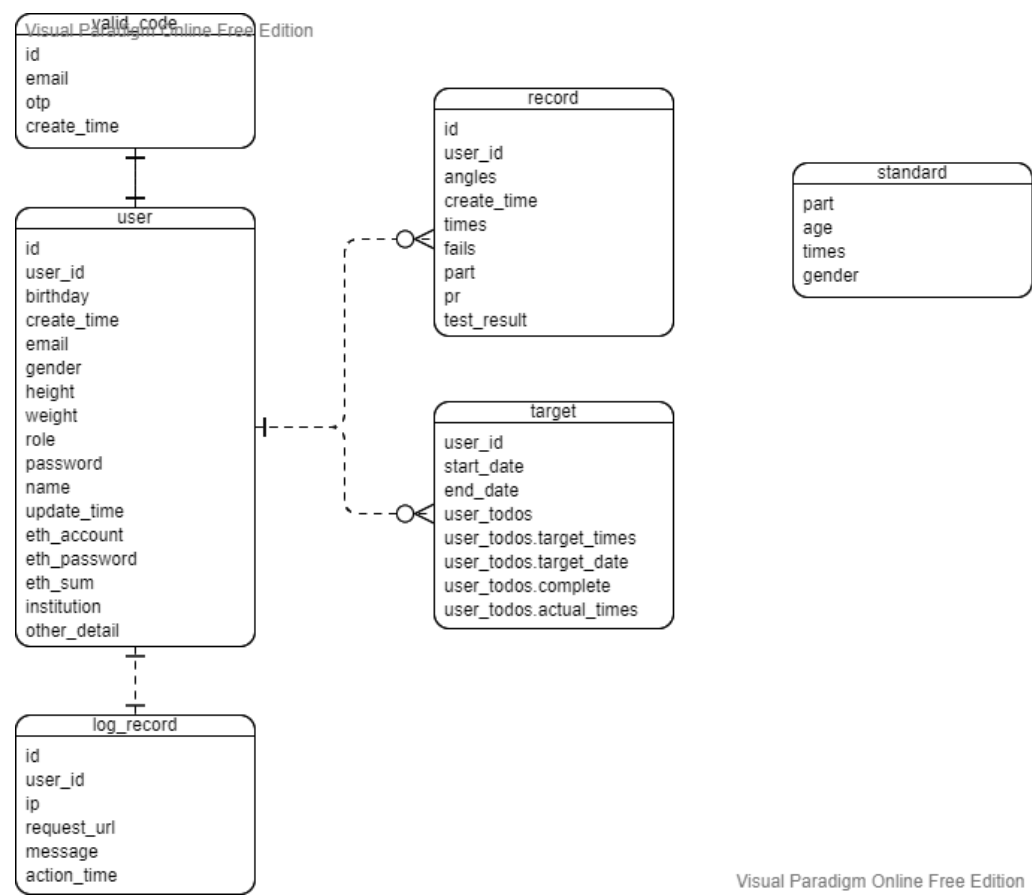 valid_code
Visual Paradigm Online Free Edition
id
email
otp
create_time
user
id
user_id
birthday
create_time
email
gender
height
weight
role
password
name
update_time
eth_account
eth_password
eth_sum
institution
other_detail
log_record
id
user_id
ip
request_url
message
action_time
record
id
user_id
angles
create_time
times
fails
part
pr
test_result
target
user_id
start_date
end_date
user_todos
user_todos.target_times
user_todos.target_date
user_todos.complete
user_todos.actual_times
standard
part
age
times
gender
Visual Paradigm Online Free Edition